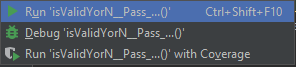 Run 'isValidYorN__Pass_...()' Ctrl+Shift+F10
Debug 'isValidYorN__Pass_...()'
Run 'isValidYorN__Pass_...()' with Coverage